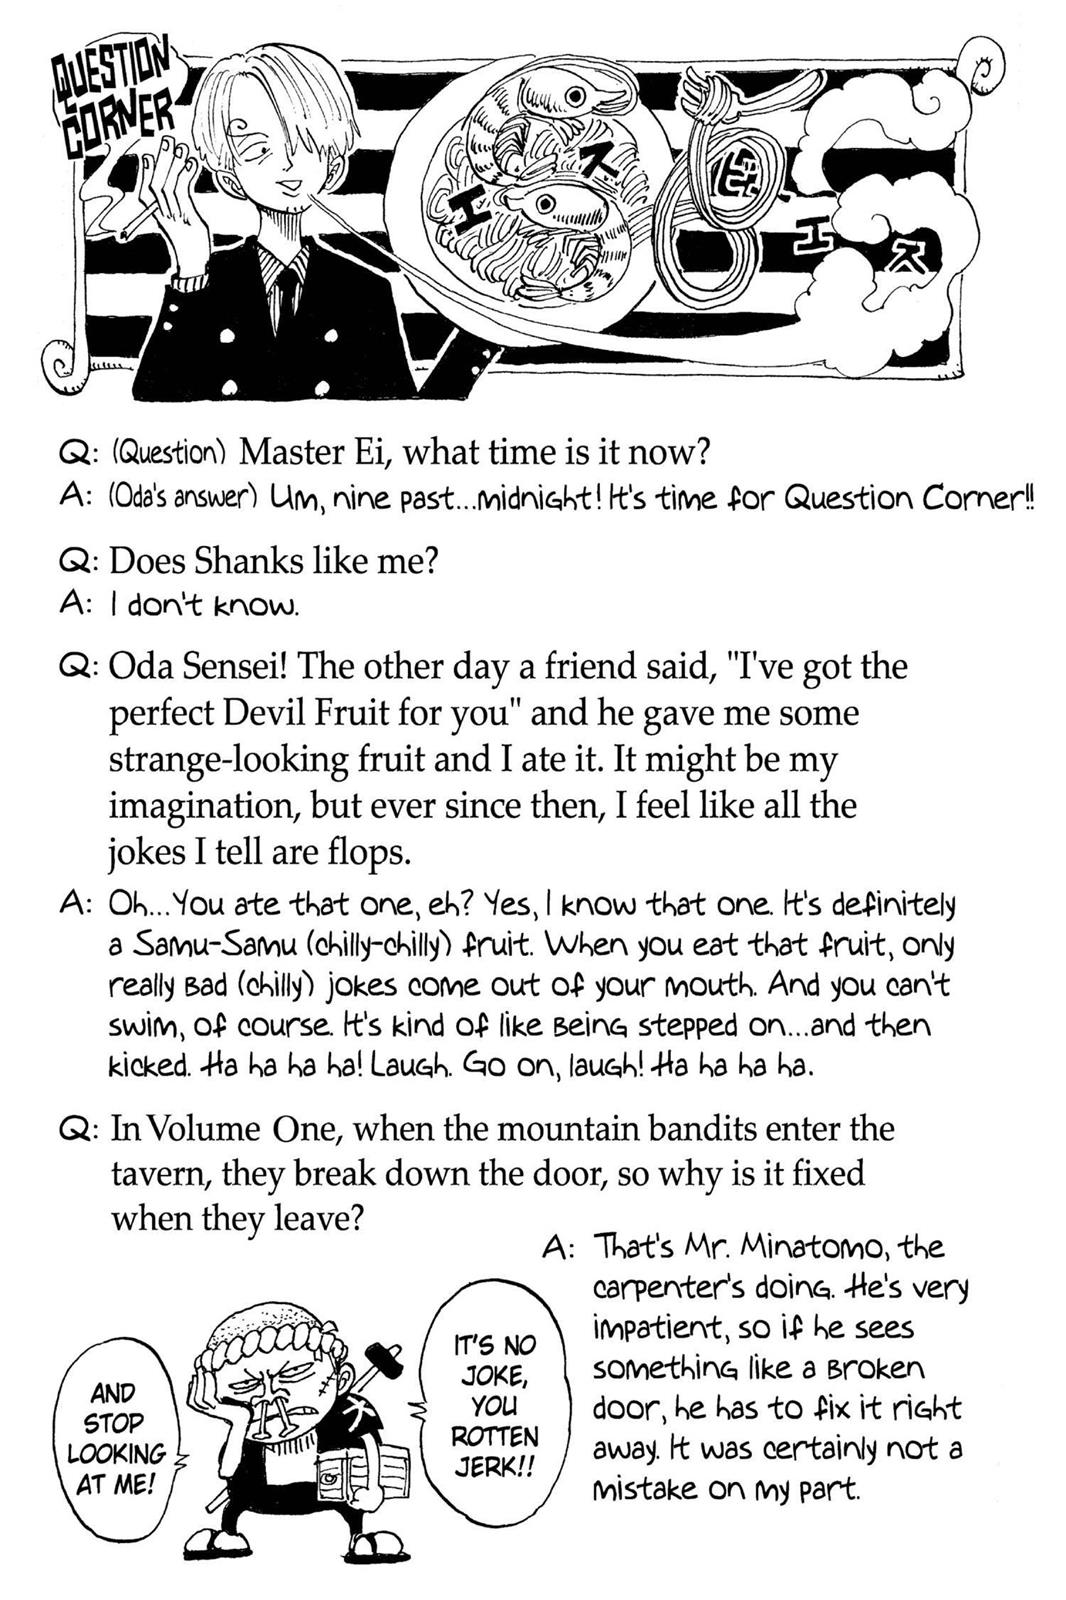 QUESTION
CORNER
エス
ビー
エス
Q: (Question) Master Ei, what time is it now?
A: (Oda's answer) Um, nine past...midnight! It's time for Question Corner!!
Q: Does Shanks like me?
A: I don't know.
Q: Oda Sensei! The other day a friend said, "I've got the
perfect Devil Fruit for you" and he gave me some
strange-looking fruit and I ate it. It might be my
imagination, but ever since then, I feel like all the
jokes I tell are flops.
A: Oh...You ate that one, eh? Yes, I know that one. It's definitely
a Samu-Samu (chilly-chilly) fruit. When you eat that fruit, only
really bad (chilly) jokes come out of your mouth. And you can't
swim, of course. It's kind of like being stepped on...and then
kicked. Ha ha ha ha! Laugh. Go on, laugh! Ha ha ha ha.
Q: In Volume One, when the mountain bandits enter the
tavern, they break down the door, so why is it fixed
when they leave?
A: That's Mr. Minatomo, the
carpenter's doing. He's very
impatient, so if he sees
something like a broken
door, he has to fix it right
away. It was certainly not a
mistake on my part.
IT'S NO
JOKE,
YOU
ROTTEN
JERK!!
AND
STOP
LOOKING
AT ME!
大